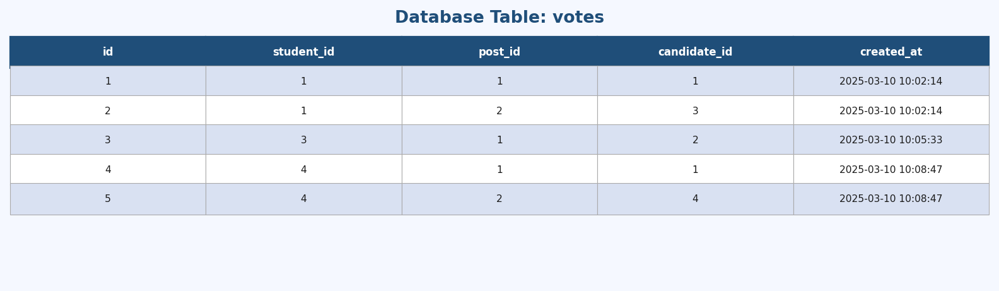 Database Table: votes
id student_id post_id candidate_id created_at
1 1 1 1 2025-03-10 10:02:14
2 1 2 3 2025-03-10 10:02:14
3 3 1 2 2025-03-10 10:05:33
4 4 1 1 2025-03-10 10:08:47
5 4 2 4 2025-03-10 10:08:47